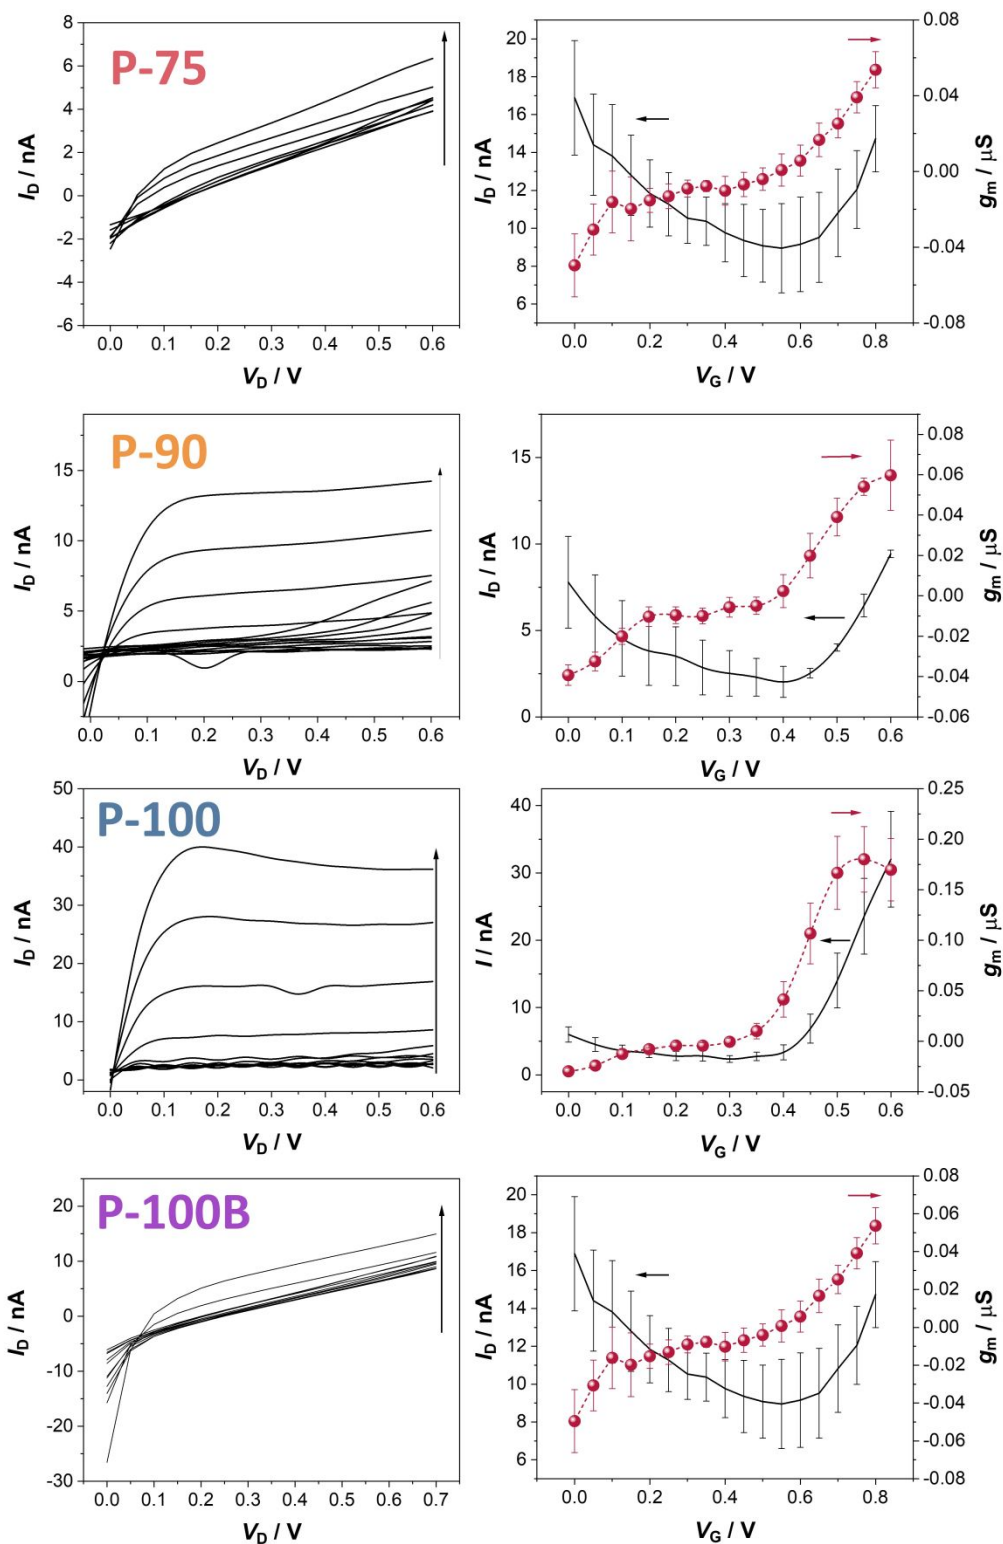 P-75
I_D / nA
8
6
4
2
0
-2
-4
-6
0.0 0.1 0.2 0.3 0.4 0.5 0.6
V_D / V
I_D / nA
20
18
16
14
12
10
8
6
0.0 0.2 0.4 0.6 0.8
V_G / V
0.08
0.04
0.00
-0.04
-0.08
g_m / μS
P-90
I_D / nA
15
10
5
0
0.0 0.1 0.2 0.3 0.4 0.5 0.6
V_D / V
I_D / nA
15
10
5
0
0.0 0.1 0.2 0.3 0.4 0.5 0.6
V_G / V
0.08
0.06
0.04
0.02
0.00
-0.02
-0.04
-0.06
g_m / μS
P-100
I_D / nA
50
40
30
20
10
0
0.0 0.1 0.2 0.3 0.4 0.5 0.6
V_D / V
I / nA
40
30
20
10
0
0.0 0.1 0.2 0.3 0.4 0.5 0.6
V_G / V
0.25
0.20
0.15
0.10
0.05
0.00
-0.05
g_m / μS
P-100B
I_D / nA
20
10
0
-10
-20
-30
0.0 0.1 0.2 0.3 0.4 0.5 0.6 0.7
V_D / V
I_D / nA
20
18
16
14
12
10
8
6
0.0 0.2 0.4 0.6 0.8
V_G / V
0.08
0.06
0.04
0.02
0.00
-0.02
-0.04
-0.06
-0.08
g_m / μS